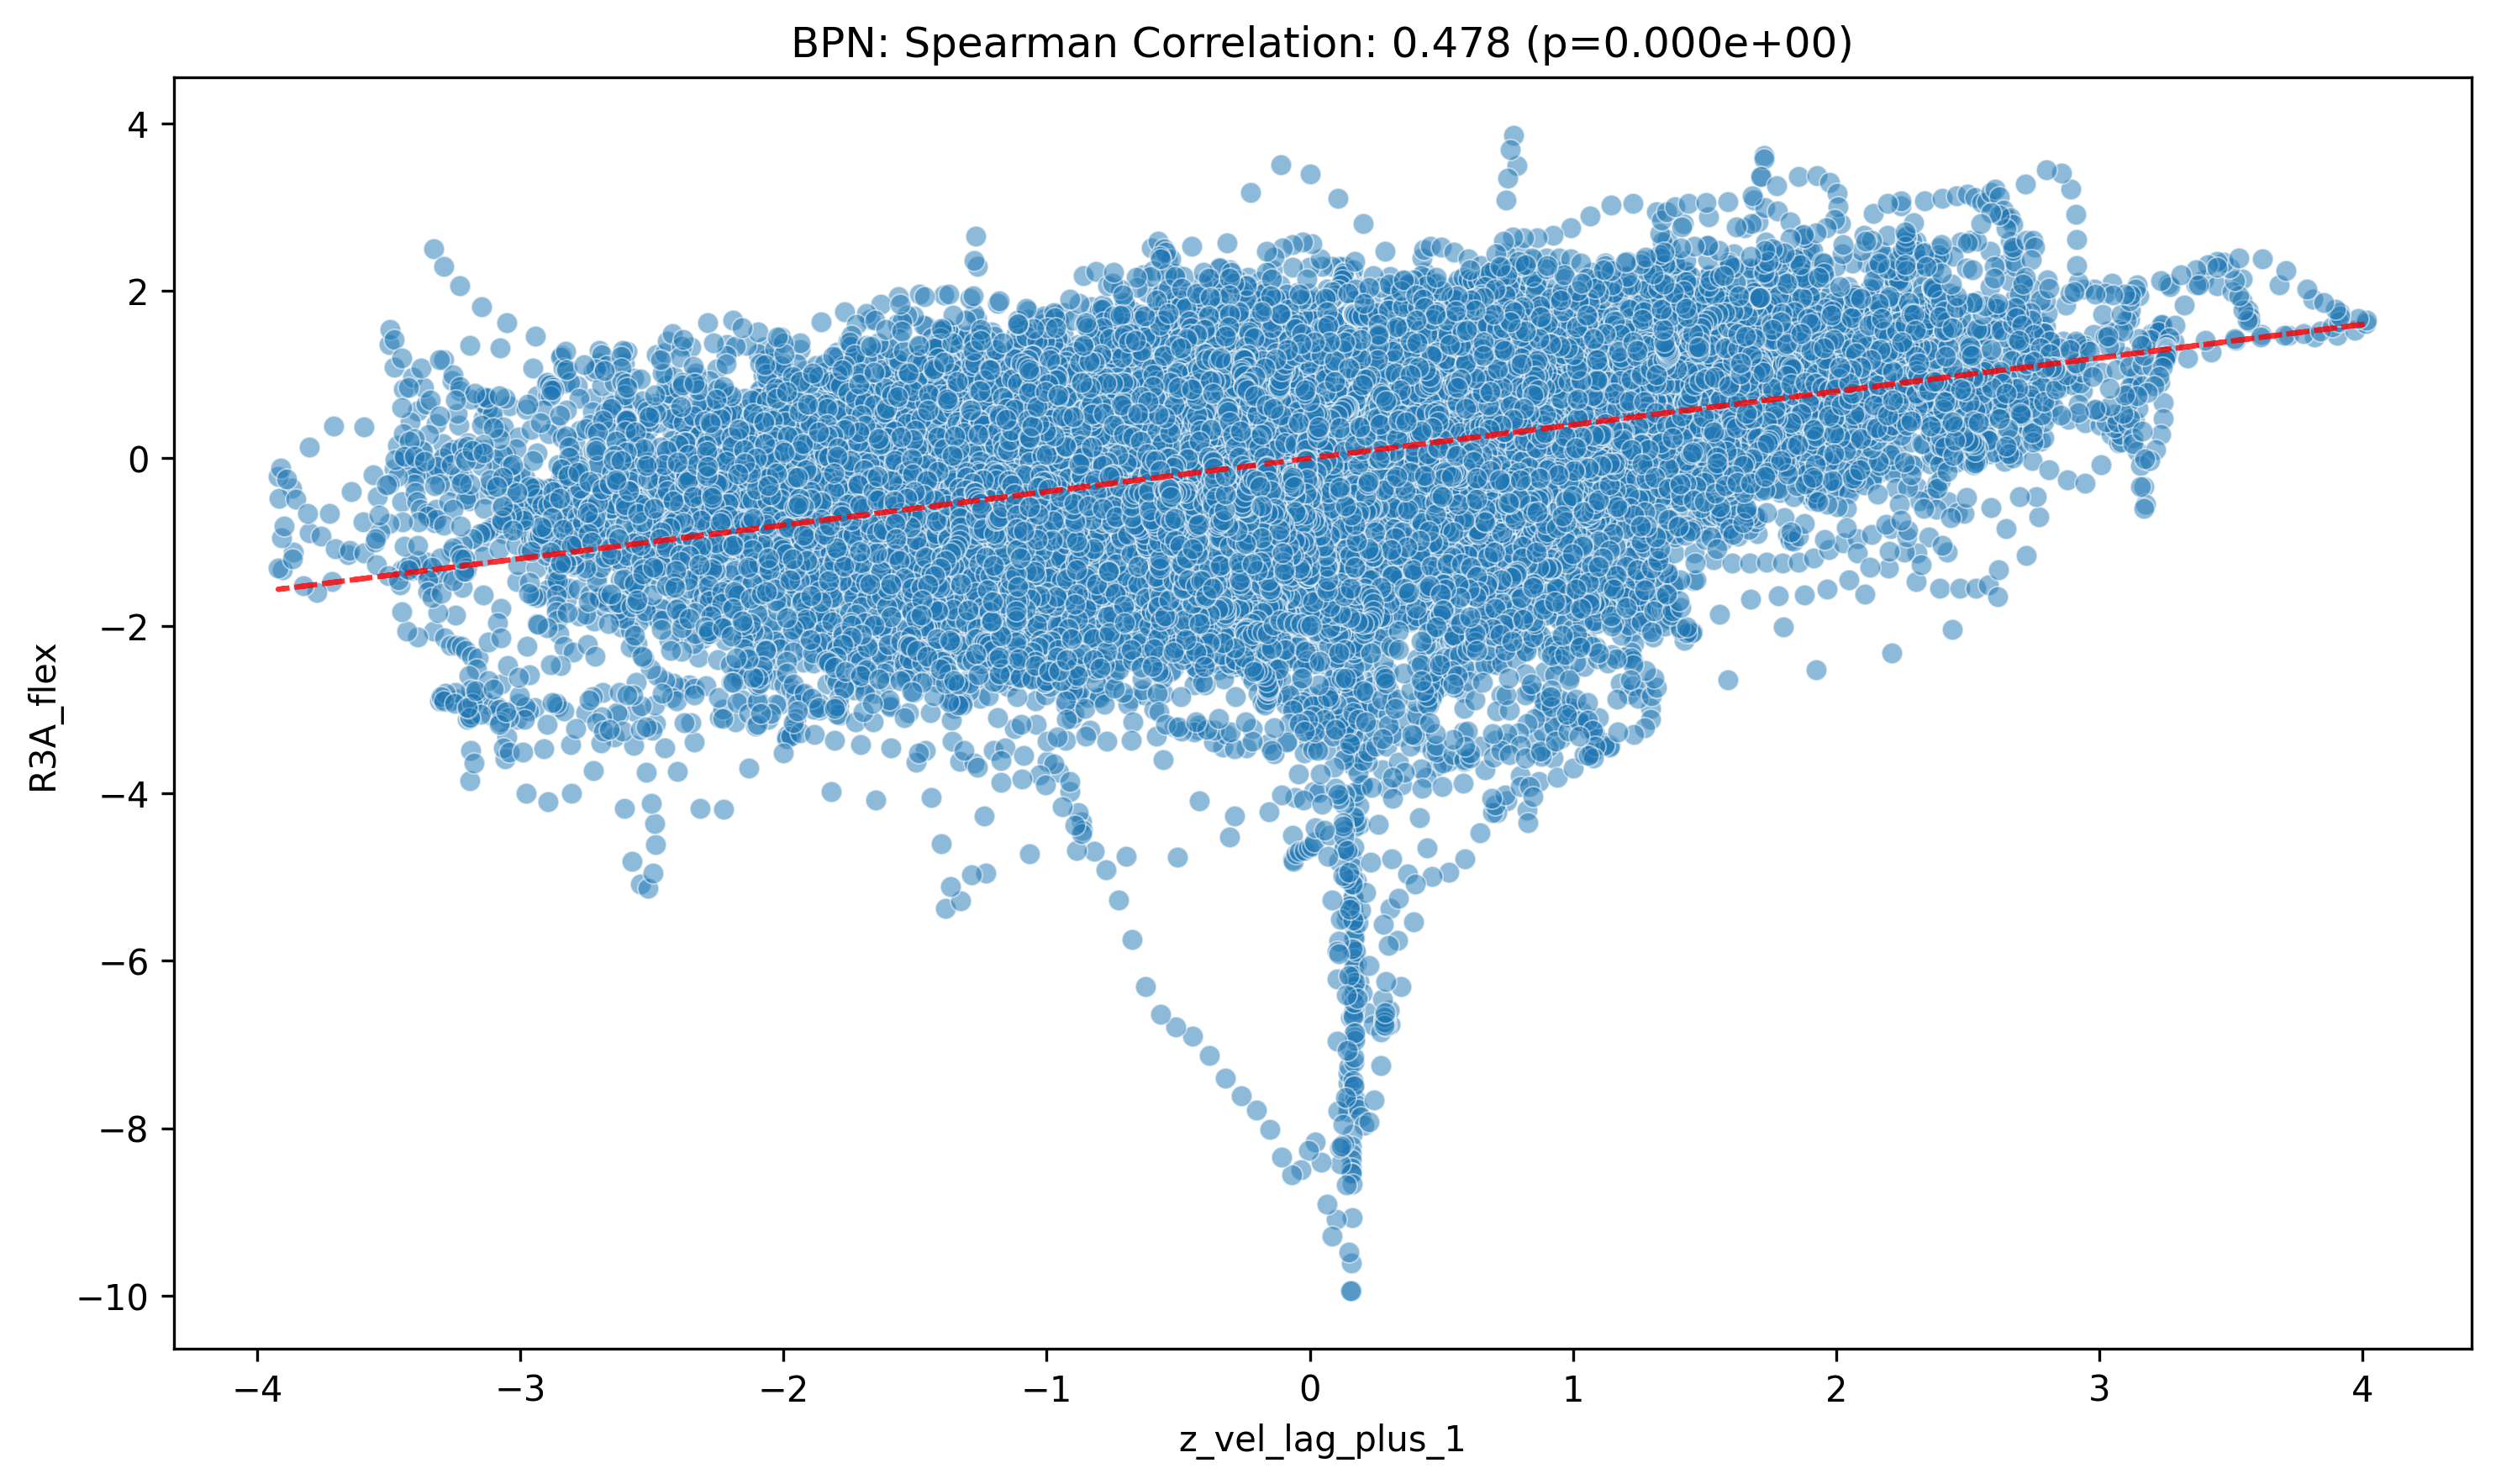 BPN: Spearman Correlation: 0.478 (p=0.000e+00)
4
2
0
−2
−4
−6
−8
−10
R3A_flex
−4 −3 −2 −1 0 1 2 3 4
z_vel_lag_plus_1